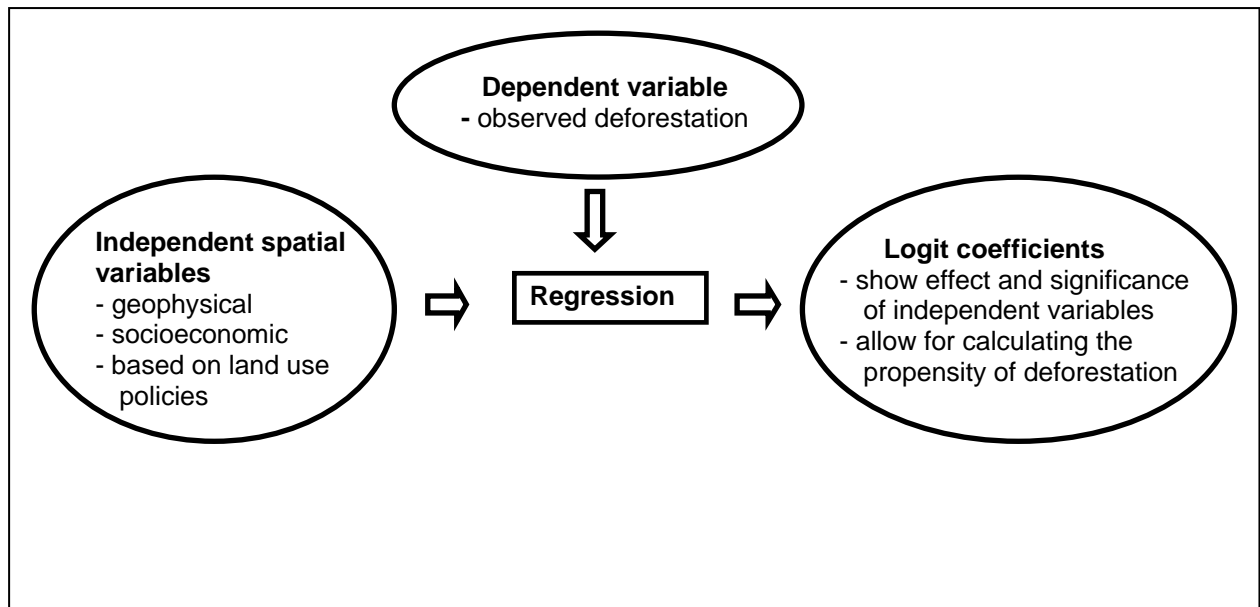 Dependent variable
- observed deforestation
Independent spatial
variables
- geophysical
- socioeconomic
- based on land use
policies
Regression
Logit coefficients
- show effect and significance
of independent variables
- allow for calculating the
propensity of deforestation